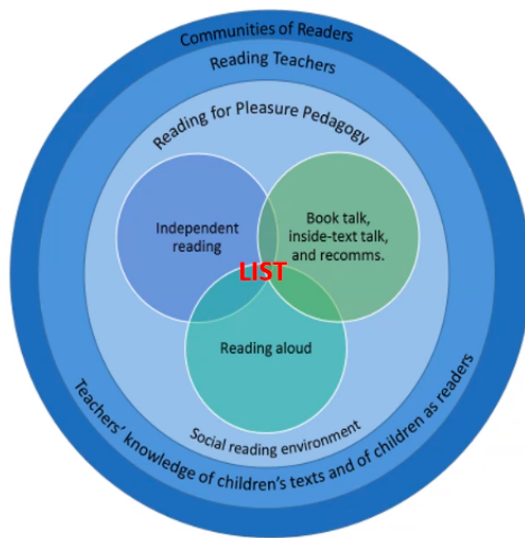 Communities of Readers
Reading Teachers
Reading for Pleasure Pedagogy
Independent
reading
Book talk,
inside-text talk,
and recomms.
LIST
Reading aloud
Social reading environment
Teachers' knowledge of children's texts and of children as readers